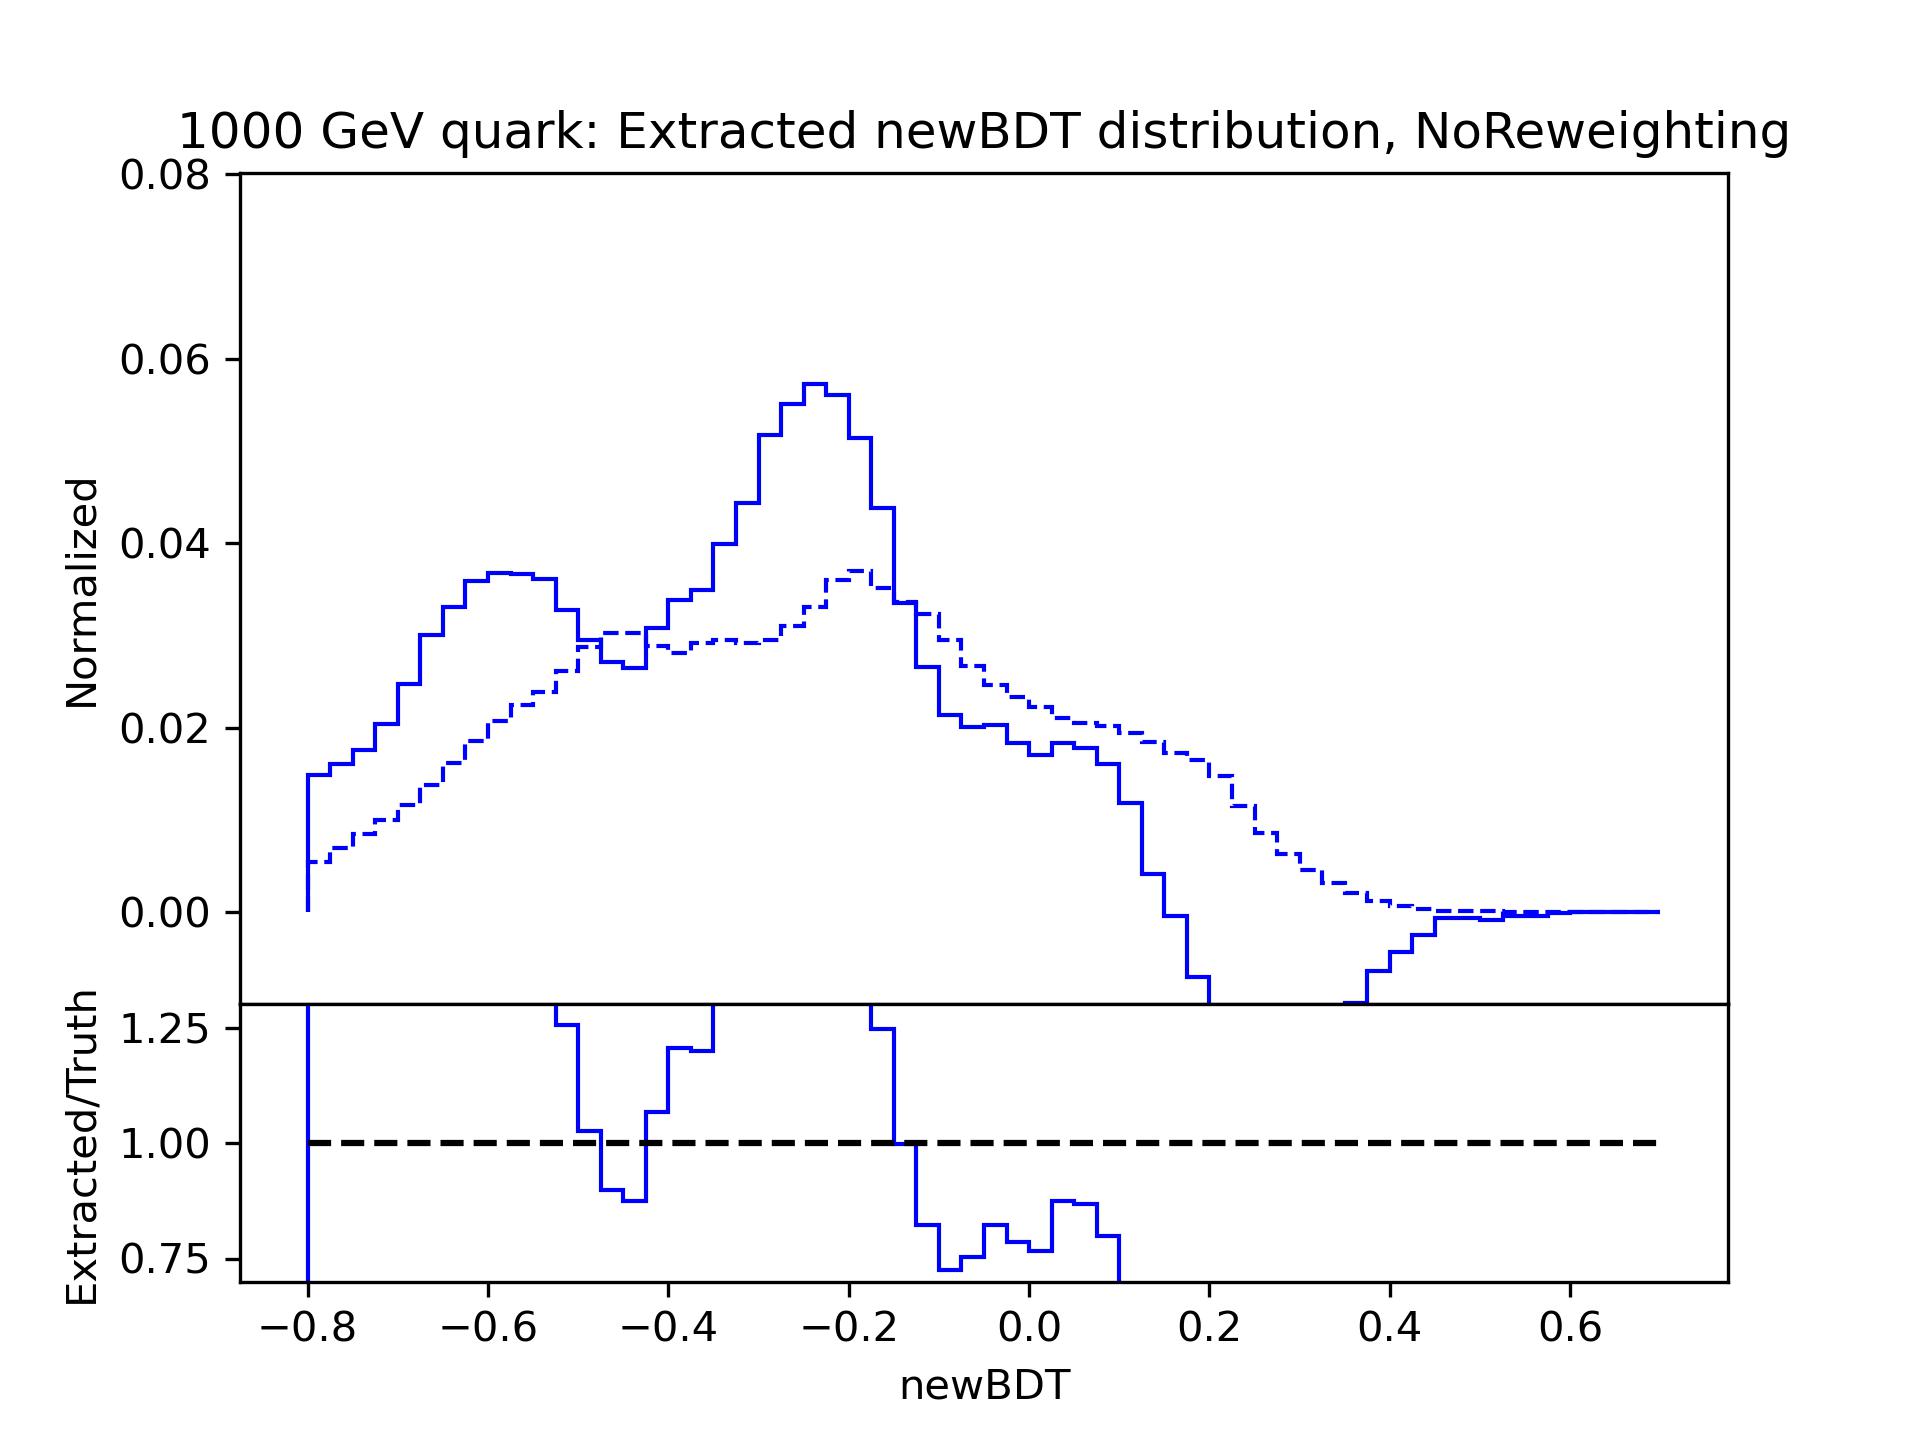 1000 GeV quark: Extracted newBDT distribution, NoReweighting
0.08
0.06
0.04
0.02
0.00
Normalized
1.25
1.00
0.75
Extracted/Truth
−0.8 −0.6 −0.4 −0.2 0.0 0.2 0.4 0.6
newBDT